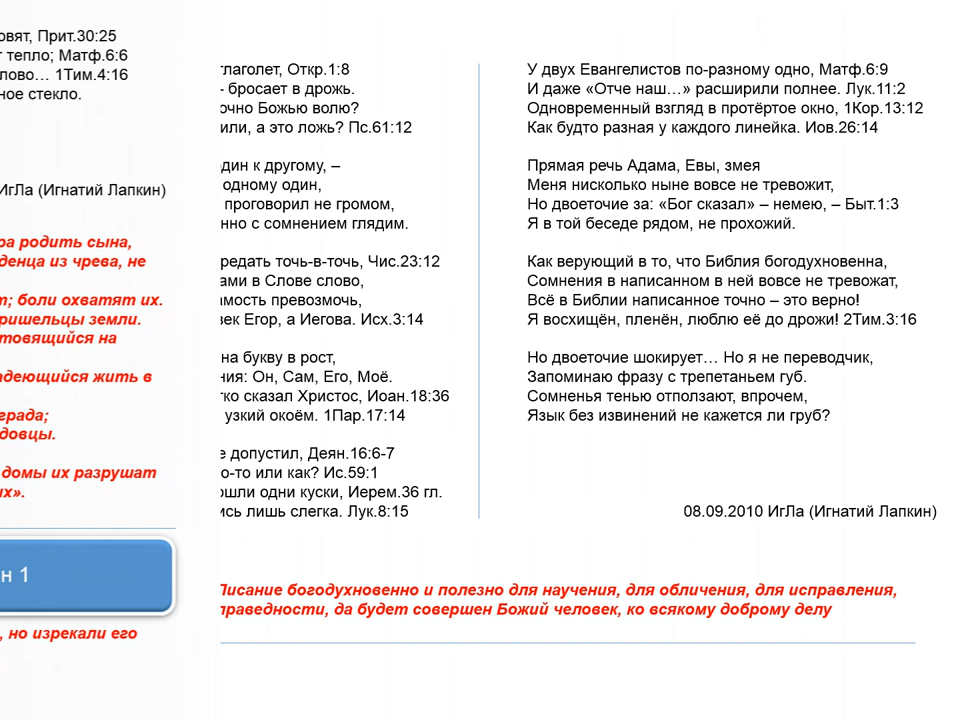 овят, Прит.30:25
тепло; Матф.6:6
лово… 1Тим.4:16
ное стекло.
ИгЛа (Игнатий Лапкин)
ра родить сына,
денца из чрева, не
т; боли охватят их.
ришельцы земли.
товящийся на
адеющийся жить в
града;
довцы.
домы их разрушат
их».
н 1
, но изрекали его
глаголет, Откр.1:8
- бросает в дрожь.
очно Божью волю?
или, а это ложь? Пс.61:12
дин к другому, –
одному один,
проговорил не громом,
нно с сомнением глядим.
редать точь-в-точь, Чис.23:12
ами в Слове слово,
амость превозмочь,
век Егор, а Иегова. Исх.3:14
на букву в рост,
ния: Он, Сам, Его, Моё.
тко сказал Христос, Иоан.18:36
узкий окоём. 1Пар.17:14
е допустил, Деян.16:6-7
о-то или как? Ис.59:1
ошли одни куски, Иерем.36 гл.
ись лишь слегка. Лук.8:15
У двух Евангелистов по-разному одно, Матф.6:9
И даже «Отче наш…» расширили полнее. Лук.11:2
Одновременный взгляд в протёртое окно, 1Кор.13:12
Как будто разная у каждого линейка. Иов.26:14
Прямая речь Адама, Евы, змея
Меня нисколько ныне вовсе не тревожит,
Но двоеточие за: «Бог сказал» – немею, – Быт.1:3
Я в той беседе рядом, не прохожий.
Как верующий в то, что Библия богодухновенна,
Сомнения в написанном в ней вовсе не тревожат,
Всё в Библии написанное точно – это верно!
Я восхищён, пленён, люблю её до дрожи! 2Тим.3:16
Но двоеточие шокирует… Но я не переводчик,
Запоминаю фразу с трепетаньем губ.
Сомненья тенью отползают, впрочем,
Язык без извинений не кажется ли груб?
08.09.2010 ИгЛа (Игнатий Лапкин)
Писание богодухновенно и полезно для научения, для обличения, для исправления,
праведности, да будет совершен Божий человек, ко всякому доброму делу